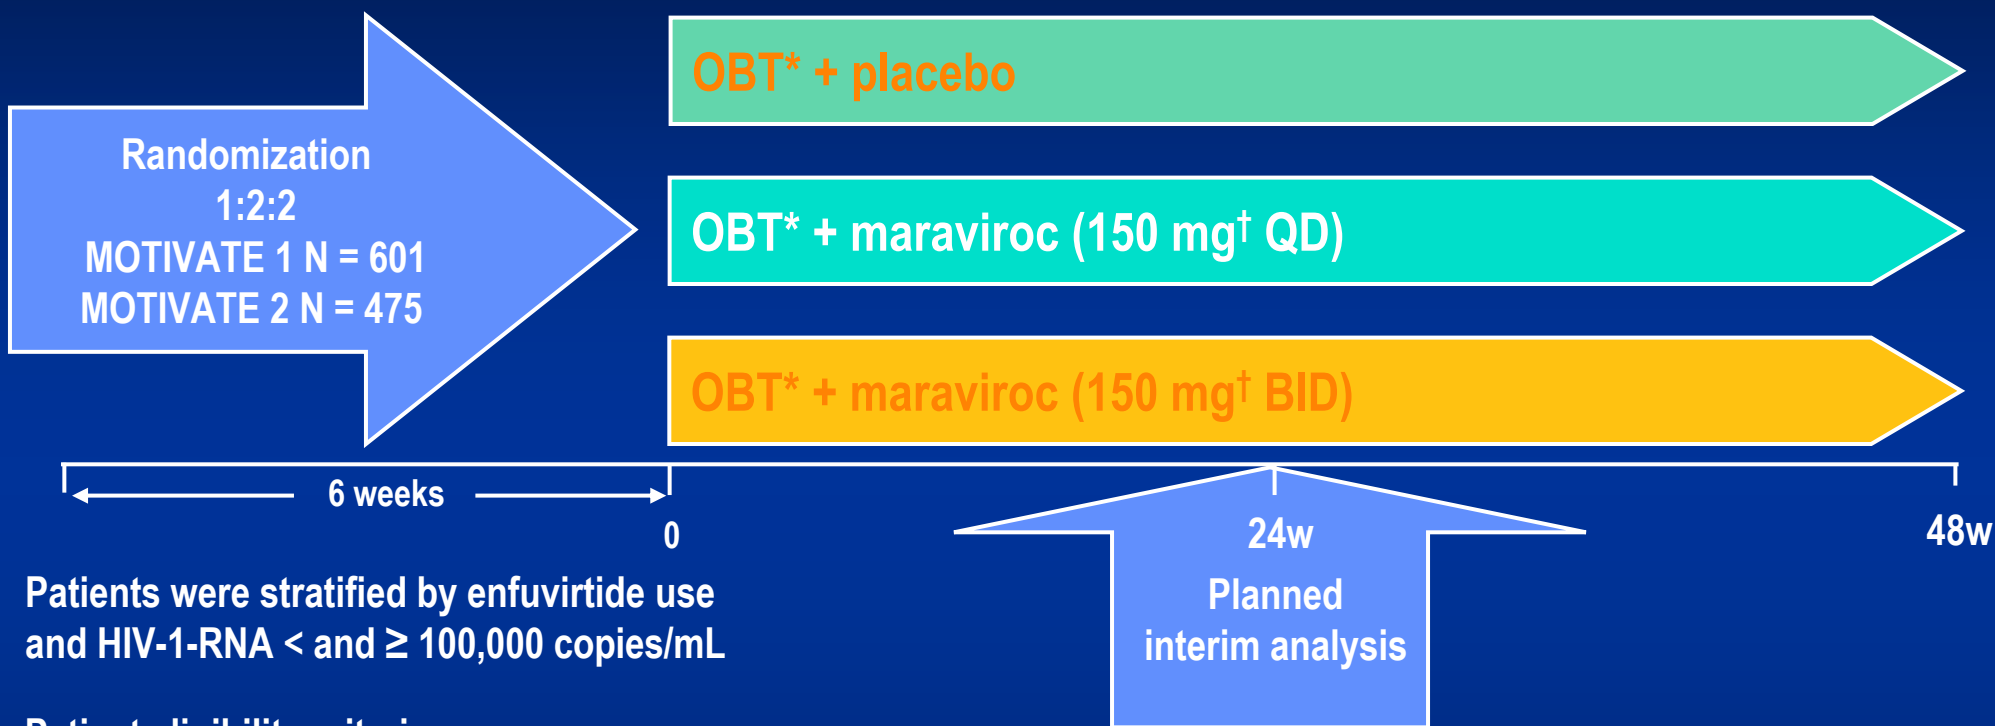 OBT* + placebo
Randomization
1:2:2
MOTIVATE 1 N = 601
MOTIVATE 2 N = 475
OBT* + maraviroc (150 mg† QD)
OBT* + maraviroc (150 mg† BID)
6 weeks
0
24w
48w
Planned
interim analysis
Patients were stratified by enfuvirtide use
and HIV-1-RNA < and ≥ 100,000 copies/mL